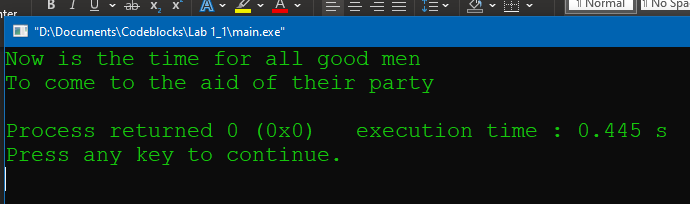 B I U ab x₂ x² A A
¶ Normal ¶ No Spac
"D:\Documents\Codeblocks\Lab 1_1\main.exe"
Now is the time for all good men
To come to the aid of their party
Process returned 0 (0x0)   execution time : 0.445 s
Press any key to continue.